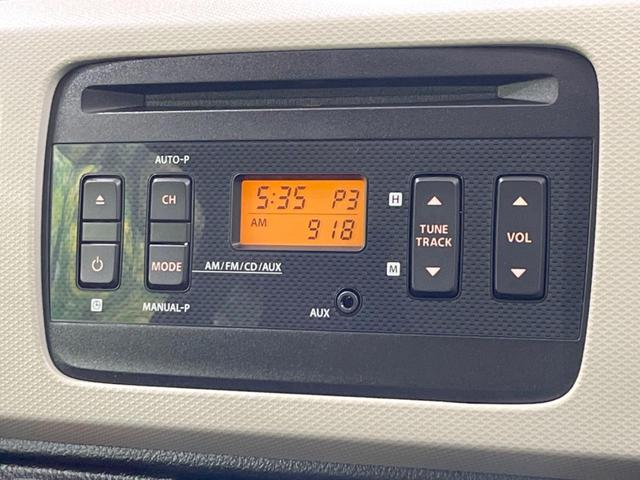 AUTO-P
CH
5:35 P3
AM 918
H
TUNE
TRACK
VOL
MODE
AM/FM/CD/AUX
M
MANUAL-P
AUX